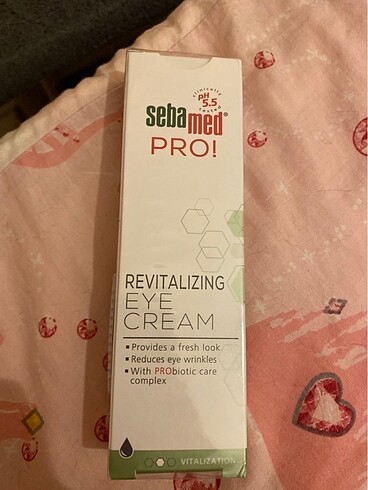 clinically
pH
5.5
tested
sebamed®
PRO!
REVITALIZING
EYE
CREAM
▪ Provides a fresh look
▪ Reduces eye wrinkles
▪ With PRObiotic care
complex
VITALIZATION